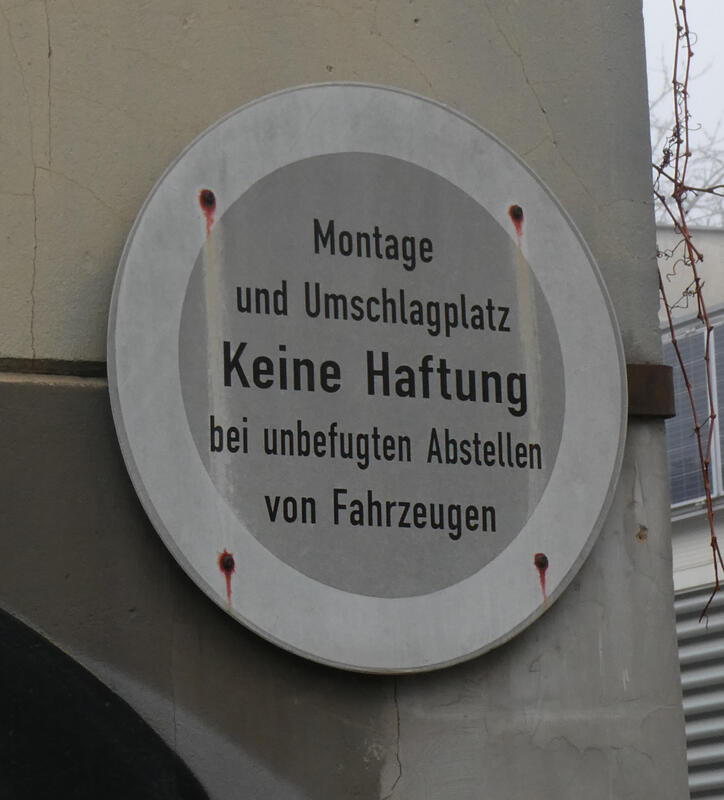 Montage
und Umschlagplatz
Keine Haftung
bei unbefugten Abstellen
von Fahrzeugen